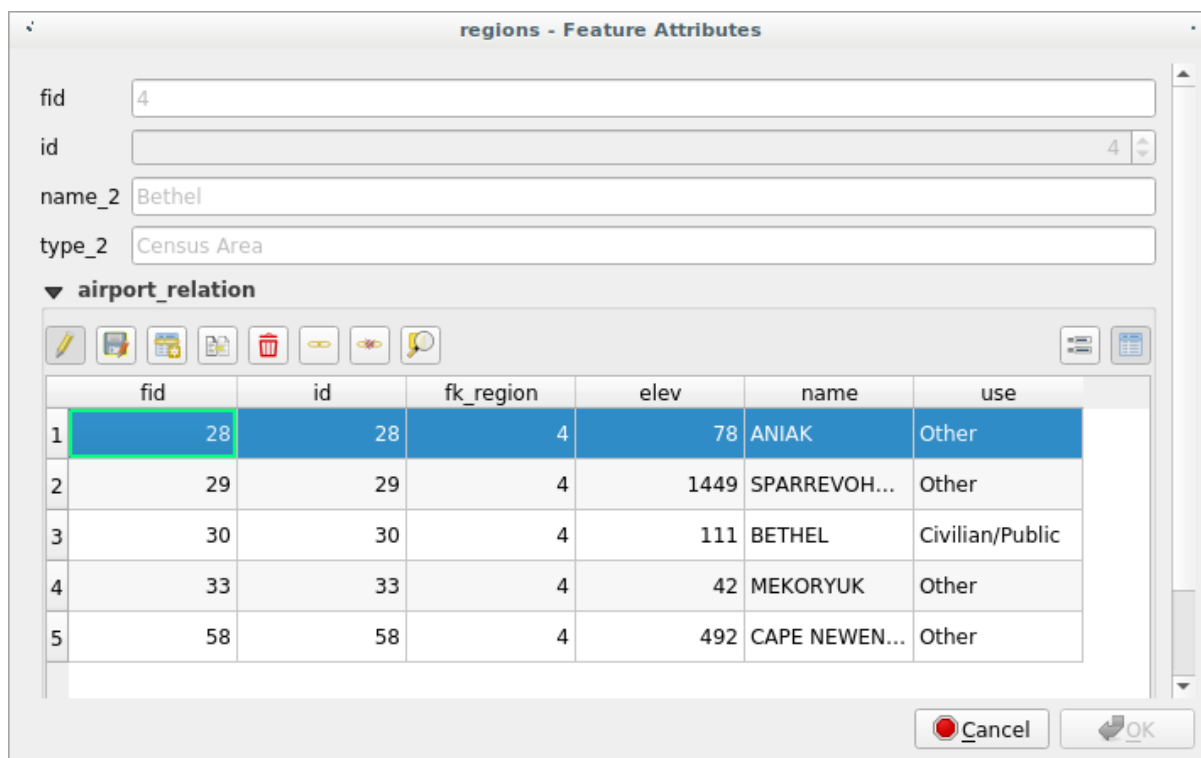 regions - Feature Attributes
fid 4
id 4
name_2 Bethel
type_2 Census Area
airport_relation
fid id fk_region elev name use
1 28 28 4 78 ANIAK Other
2 29 29 4 1449 SPARREVOH... Other
3 30 30 4 111 BETHEL Civilian/Public
4 33 33 4 42 MEKORYUK Other
5 58 58 4 492 CAPE NEWEN... Other
Cancel OK